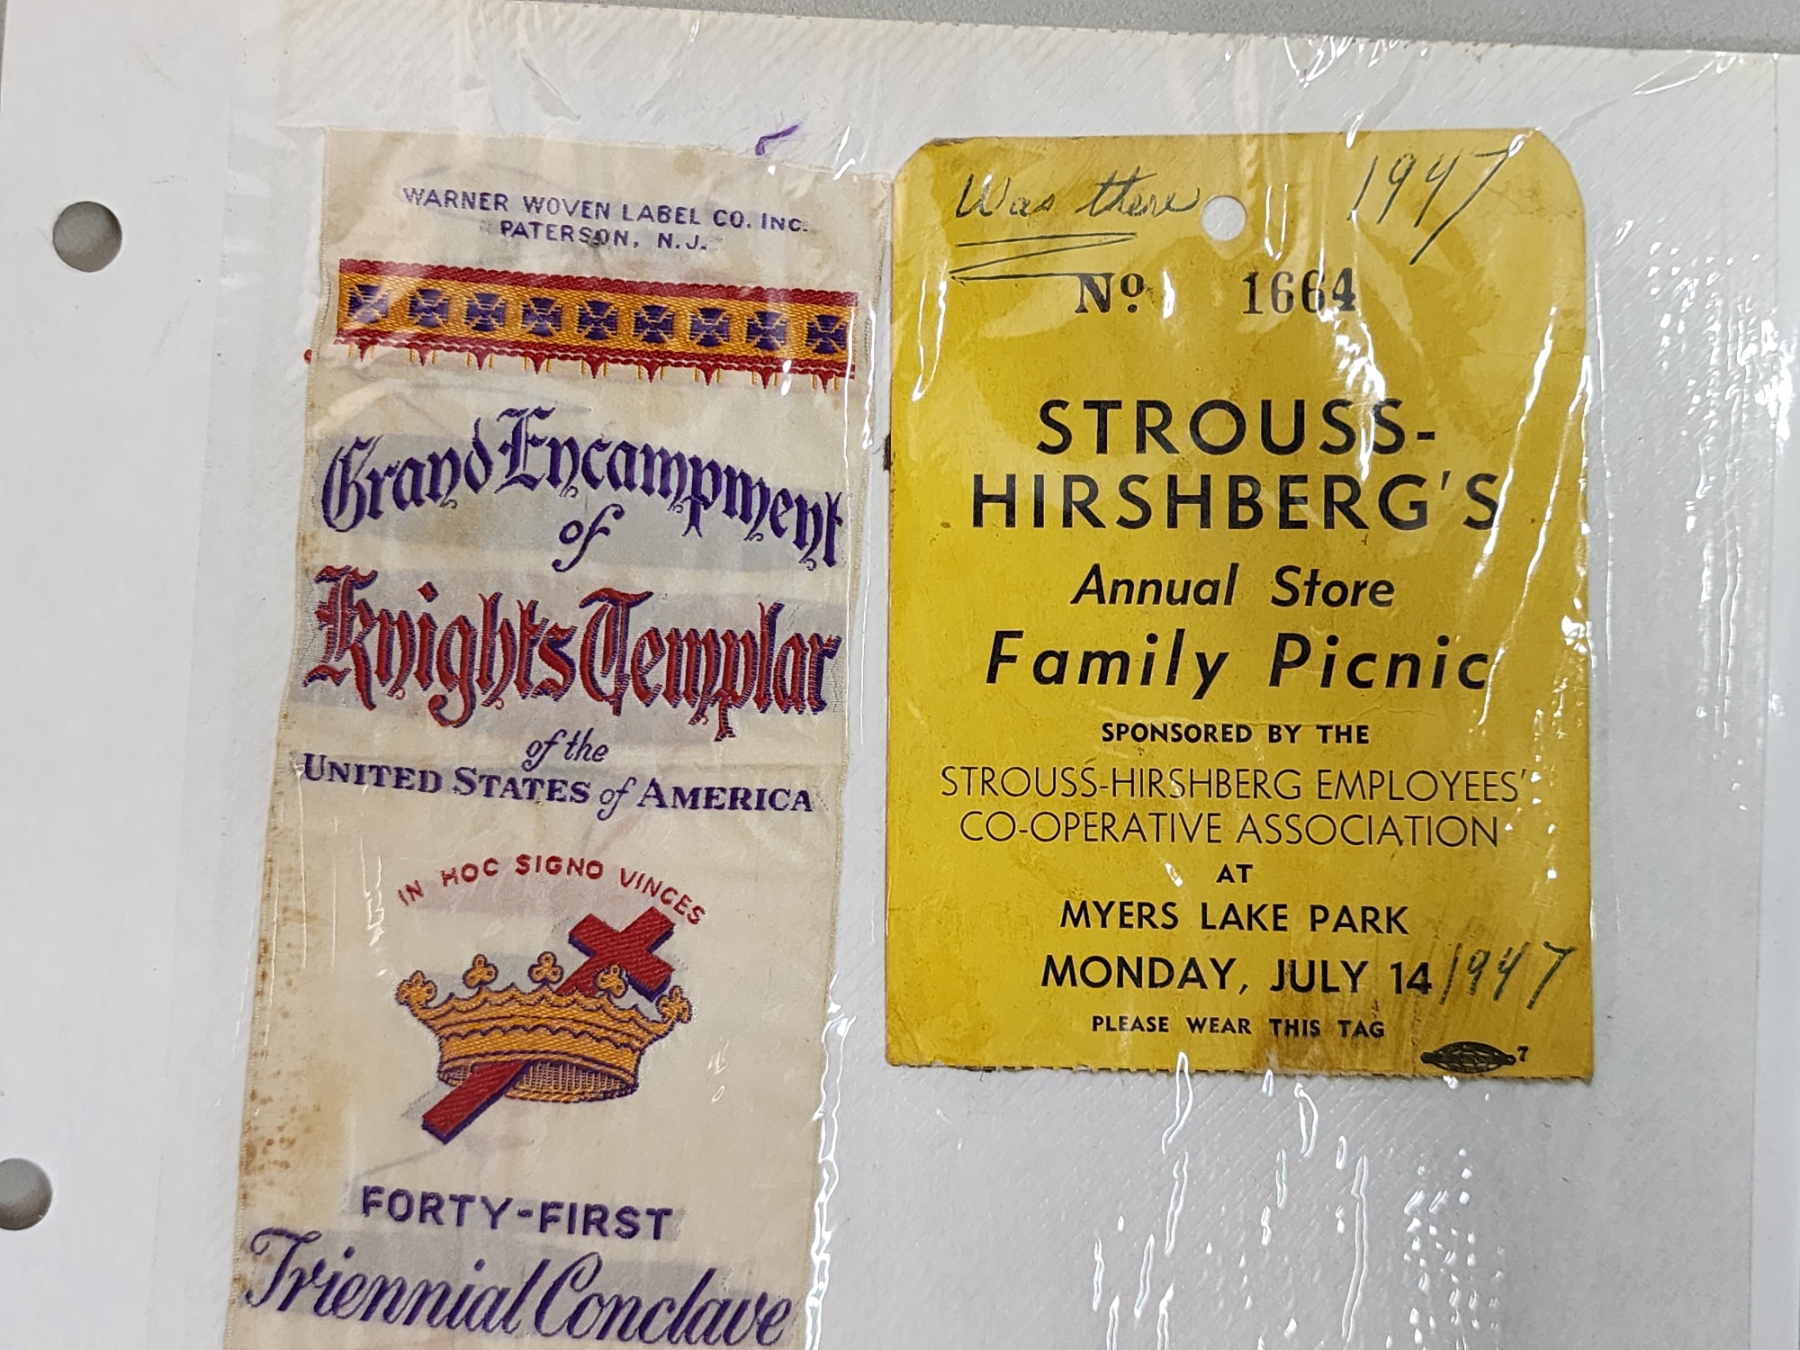 WARNER WOVEN LABEL CO. INC.
PATERSON, N.J.
Grand Encampment
of
Knights Templar
of the
UNITED STATES of AMERICA
IN HOC SIGNO VINCES
FORTY-FIRST
Triennial Conclave
Was there 1947
Nº 1664
STROUSS-
HIRSHBERG'S
Annual Store
Family Picnic
SPONSORED BY THE
STROUSS-HIRSHBERG EMPLOYEES'
CO-OPERATIVE ASSOCIATION
AT
MYERS LAKE PARK
MONDAY, JULY 14 1947
PLEASE WEAR THIS TAG
7